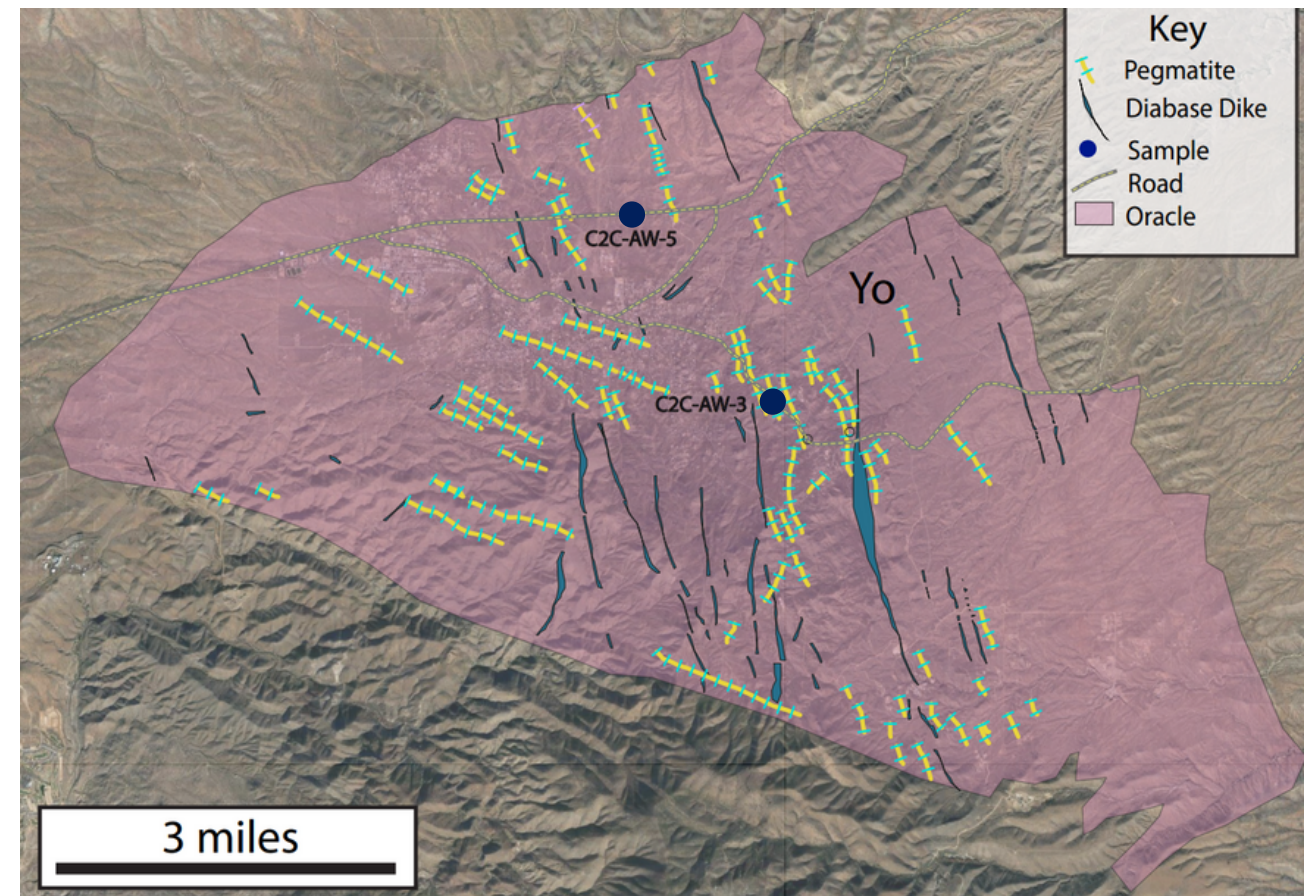 Key
Pegmatite
Diabase Dike
Sample
Road
Oracle
C2C-AW-5
Yo
C2C-AW-3
3 miles